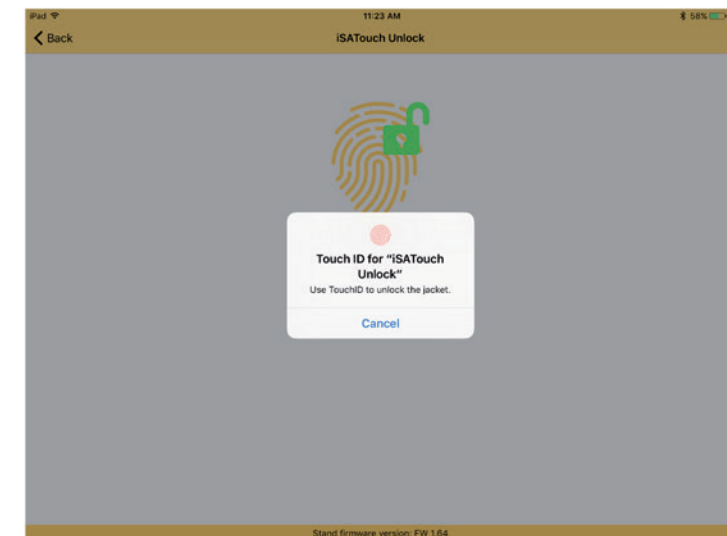 iPad 11:23 AM 58%
Back iSATouch Unlock
Touch ID for “iSATouch
Unlock”
Use TouchID to unlock the jacket.
Cancel
Stand firmware version: FW 1.64